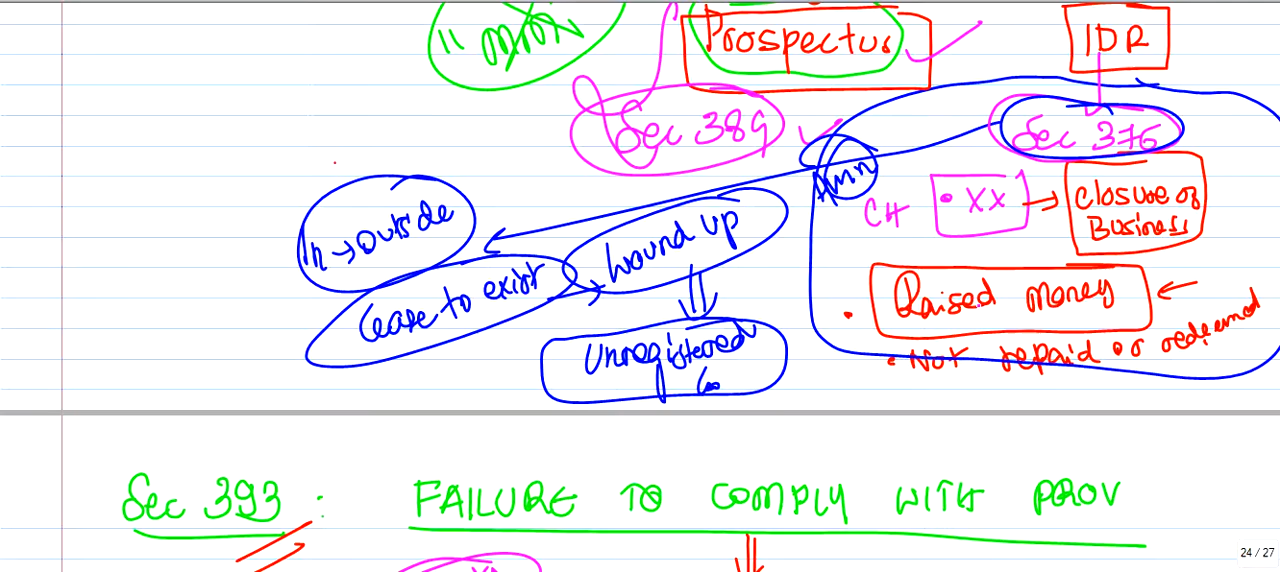 Prospectus
IDR
Sec 389
Sec 376
CH
• XX
Closure of
Business
In → Outside
Wound up
Cease to exist
Raised Money
Unregistered
Co
• Not repaid or redeemed
Sec 393 :
FAILURE TO COMPLY WITH PROV
24 / 27